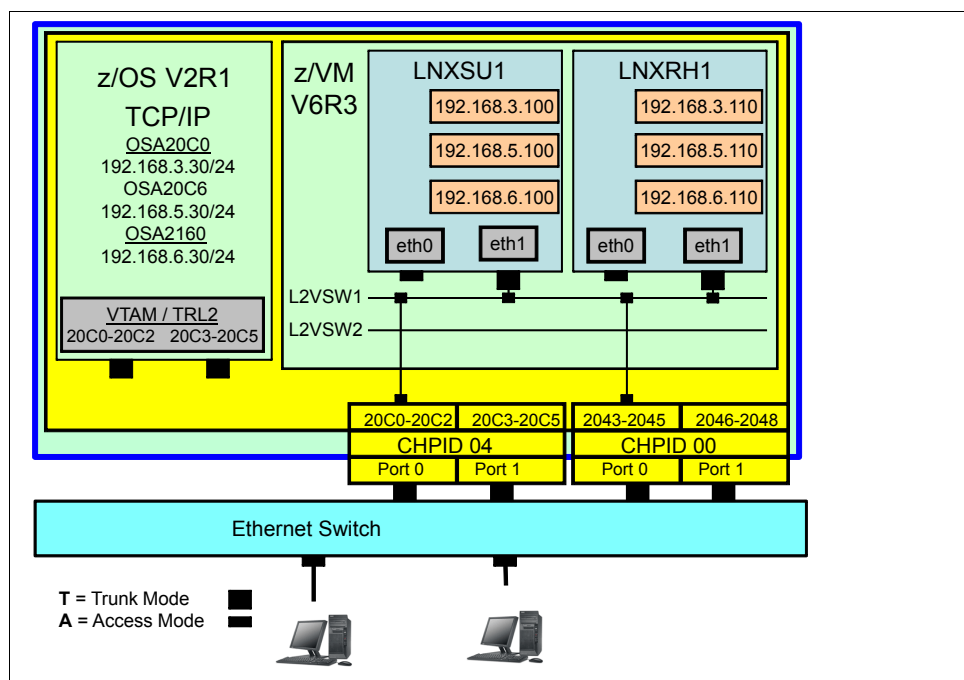 z/OS V2R1
TCP/IP
OSA20C0
192.168.3.30/24
OSA20C6
192.168.5.30/24
OSA2160
192.168.6.30/24
VTAM / TRL2
20C0-20C2 20C3-20C5
z/VM
V6R3
LNXSU1
192.168.3.100
192.168.5.100
192.168.6.100
eth0 eth1
LNXRH1
192.168.3.110
192.168.5.110
192.168.6.110
eth0 eth1
L2VSW1
L2VSW2
20C0-20C2 20C3-20C5
CHPID 04
Port 0 Port 1
2043-2045 2046-2048
CHPID 00
Port 0 Port 1
Ethernet Switch
T = Trunk Mode
A = Access Mode